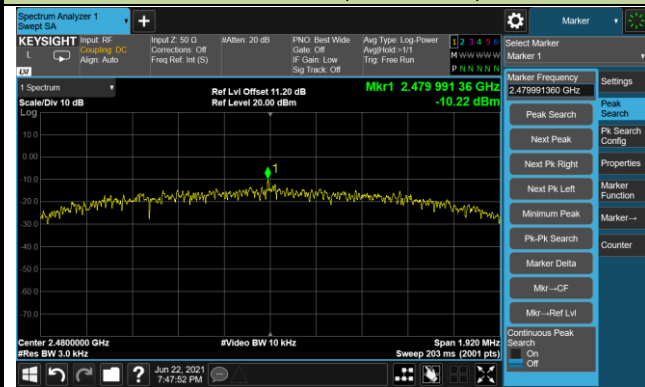 Spectrum Analyzer 1
Swept SA
Marker
KEYSIGHT
L
Input: RF
Coupling: DC
Align: Auto
Input Z: 50 Ω
Corrections: Off
Freq Ref: Int (S)
#Atten: 20 dB
PNO: Best Wide
Gate: Off
IF Gain: Low
Sig Track: Off
Avg Type: Log-Power
Avg|Hold:>1/1
Trig: Free Run
1 2 3 4 5 6
M W W W W W
P N N N N N
Select Marker
Marker 1
1 Spectrum
Scale/Div 10 dB
Log
Ref Lvl Offset 11.20 dB
Ref Level 20.00 dBm
Mkr1 2.479 991 36 GHz
-10.22 dBm
1
10.0
0.00
-10.0
-20.0
-30.0
-40.0
-50.0
-60.0
-70.0
Center 2.4800000 GHz
#Res BW 3.0 kHz
#Video BW 10 kHz
Span 1.920 MHz
Sweep 203 ms (2001 pts)
Marker Frequency
2.479991360 GHz
Peak Search
Next Peak
Next Pk Right
Next Pk Left
Minimum Peak
Pk-Pk Search
Marker Delta
Mkr→CF
Mkr→Ref Lvl
Continuous Peak
Search
On
Off
Settings
Peak
Search
Pk Search
Config
Properties
Marker
Function
Marker→
Counter
?
Jun 22, 2021
7:47:52 PM